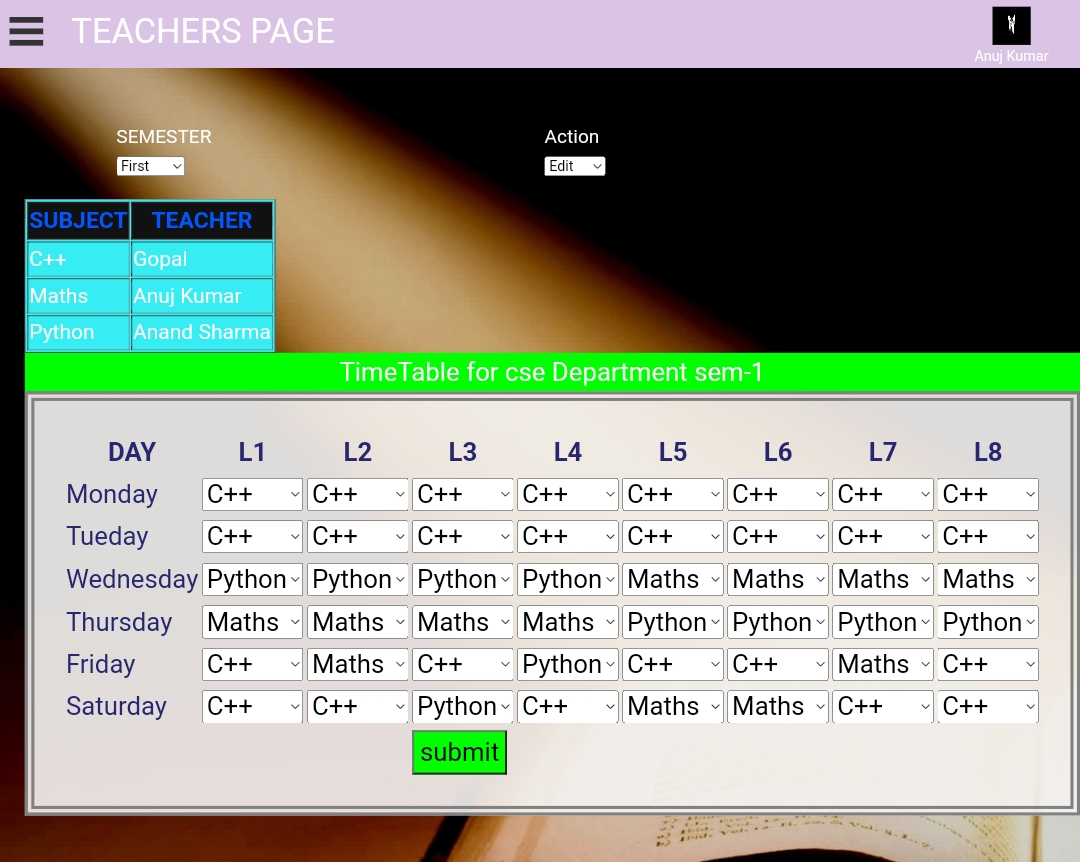 TEACHERS PAGE
Anuj Kumar
SEMESTER Action
First Edit
SUBJECT TEACHER
C++ Gopal
Maths Anuj Kumar
Python Anand Sharma
TimeTable for cse Department sem-1
DAY L1 L2 L3 L4 L5 L6 L7 L8
Monday C++ C++ C++ C++ C++ C++ C++ C++
Tueday C++ C++ C++ C++ C++ C++ C++ C++
Wednesday Python Python Python Python Maths Maths Maths Maths
Thursday Maths Maths Maths Maths Python Python Python Python
Friday C++ Maths C++ Python C++ C++ Maths C++
Saturday C++ C++ Python C++ Maths Maths C++ C++
submit